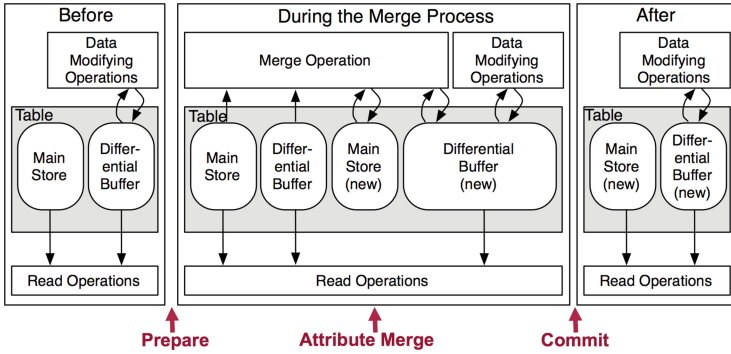 Before
During the Merge Process
After
Data
Modifying
Operations
Merge Operation
Data
Modifying
Operations
Data
Modifying
Operations
Table
Main
Store
Differ-
ential
Buffer
Table
Main
Store
Differ-
ential
Buffer
Main
Store
(new)
Differential
Buffer
(new)
Table
Main
Store
(new)
Differ-
ential
Buffer
(new)
Read Operations
Read Operations
Read Operations
Prepare
Attribute Merge
Commit